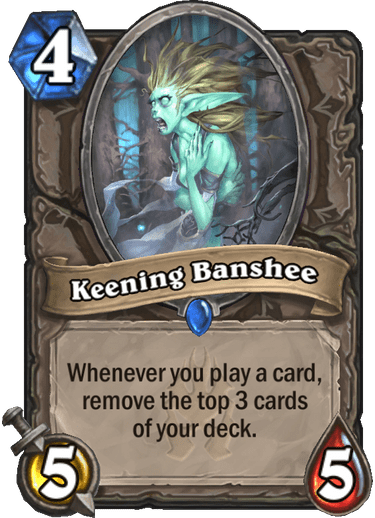 4
Keening Banshee
Whenever you play a card,
remove the top 3 cards
of your deck.
5
5